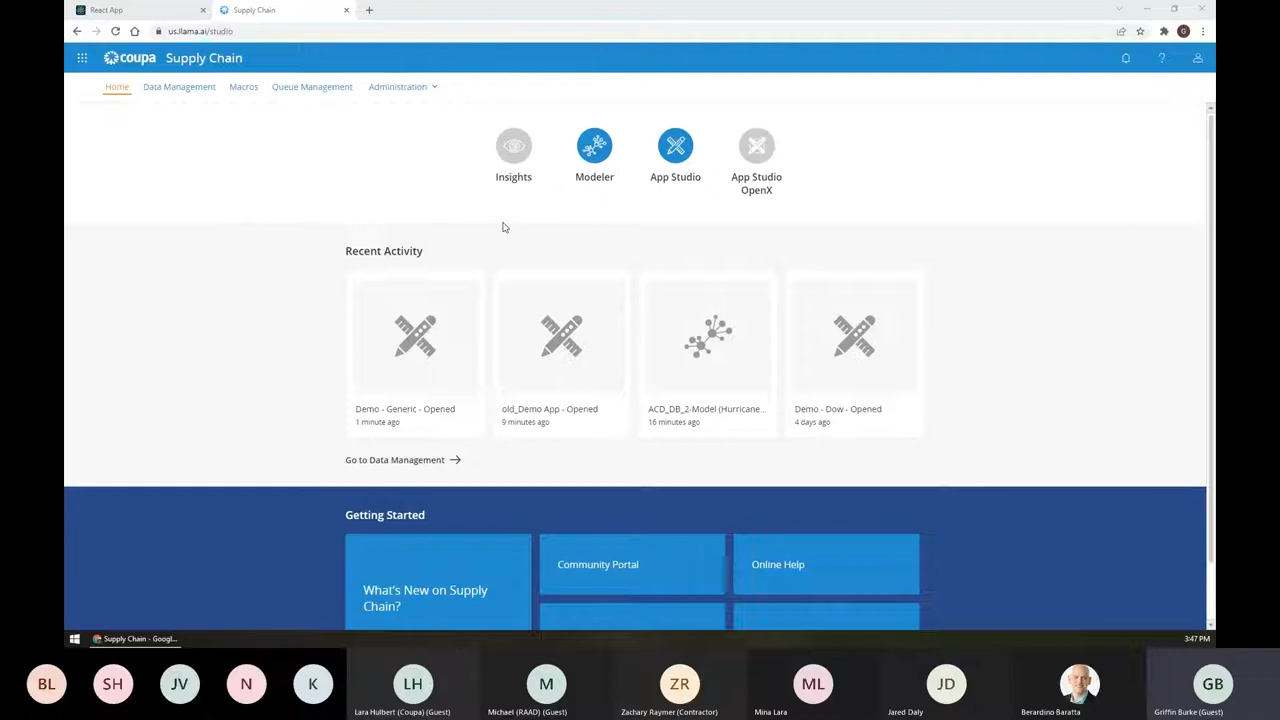 React App
Supply Chain
us.llama.ai/studio
G
coupa Supply Chain
?
Home
Data Management
Macros
Queue Management
Administration
Insights
Modeler
App Studio
App Studio
OpenX
Recent Activity
Demo - Generic - Opened
1 minute ago
old_Demo App - Opened
9 minutes ago
ACD_DB_2-Model (Hurricane...
16 minutes ago
Demo - Dow - Opened
4 days ago
Go to Data Management
Getting Started
What's New on Supply
Chain?
Community Portal
Online Help
Supply Chain - Googl...
3:47 PM
BL
SH
JV
N
K
LH
M
ZR
ML
JD
GB
Lara Hulbert (Coupa) (Guest)
Michael (RAAD) (Guest)
Zachary Raymer (Contractor)
Mina Lara
Jared Daly
Berardino Baratta
Griffin Burke (Guest)